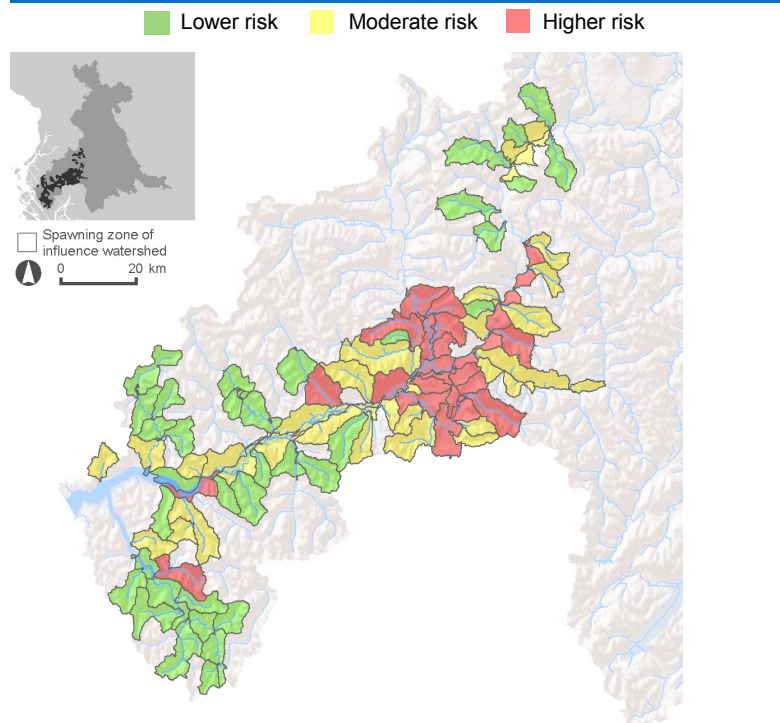 Lower risk Moderate risk Higher risk
Spawning zone of
influence watershed
0 20 km